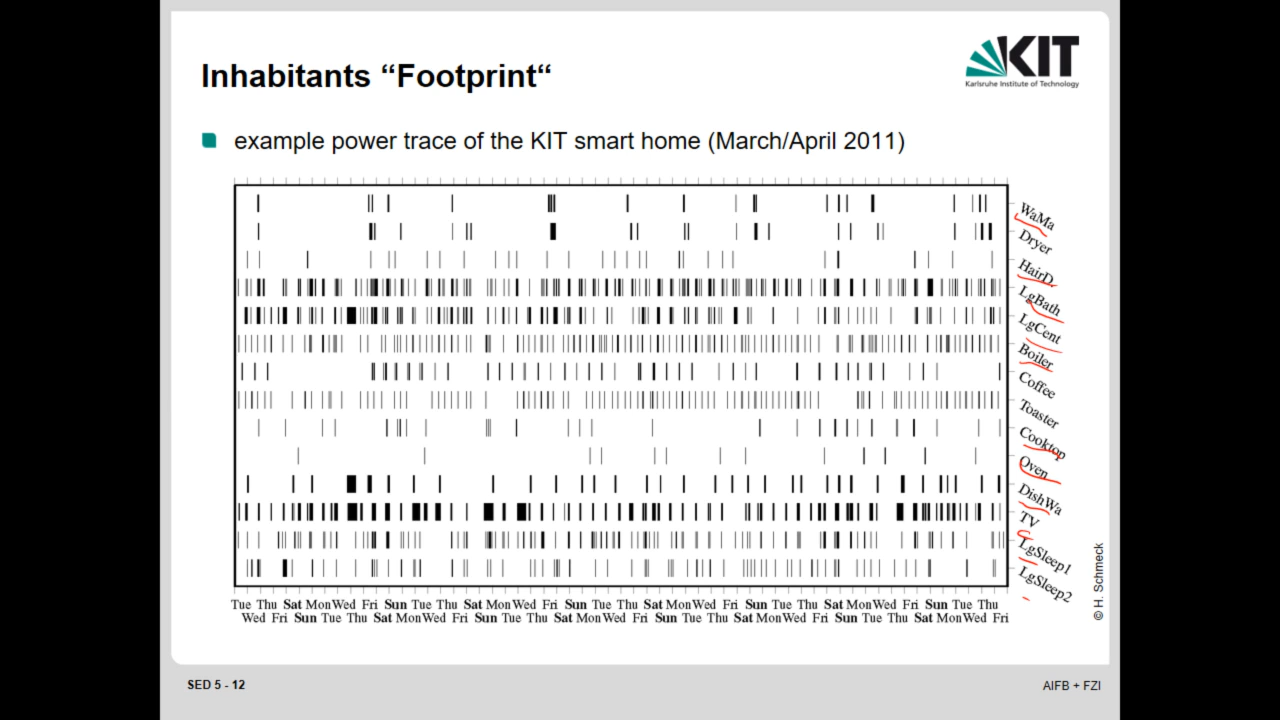 Inhabitants “Footprint“
KIT
Karlsruhe Institute of Technology
example power trace of the KIT smart home (March/April 2011)
WaMa
Dryer
HairD.
LgBath
LgCent
Boiler
Coffee
Toaster
Cooktop
Oven
DishWa
TV
LgSleep1
LgSleep2
Tue Thu Sat Mon Wed Fri Sun Tue Thu Sat Mon Wed Fri Sun Tue Thu Sat Mon Wed Fri Sun Tue Thu Sat Mon Wed Fri Sun Tue Thu
Wed Fri Sun Tue Thu Sat Mon Wed Fri Sun Tue Thu Sat Mon Wed Fri Sun Tue Thu Sat Mon Wed Fri Sun Tue Thu Sat Mon Wed Fri
© H. Schmeck
SED 5 - 12
AIFB + FZI